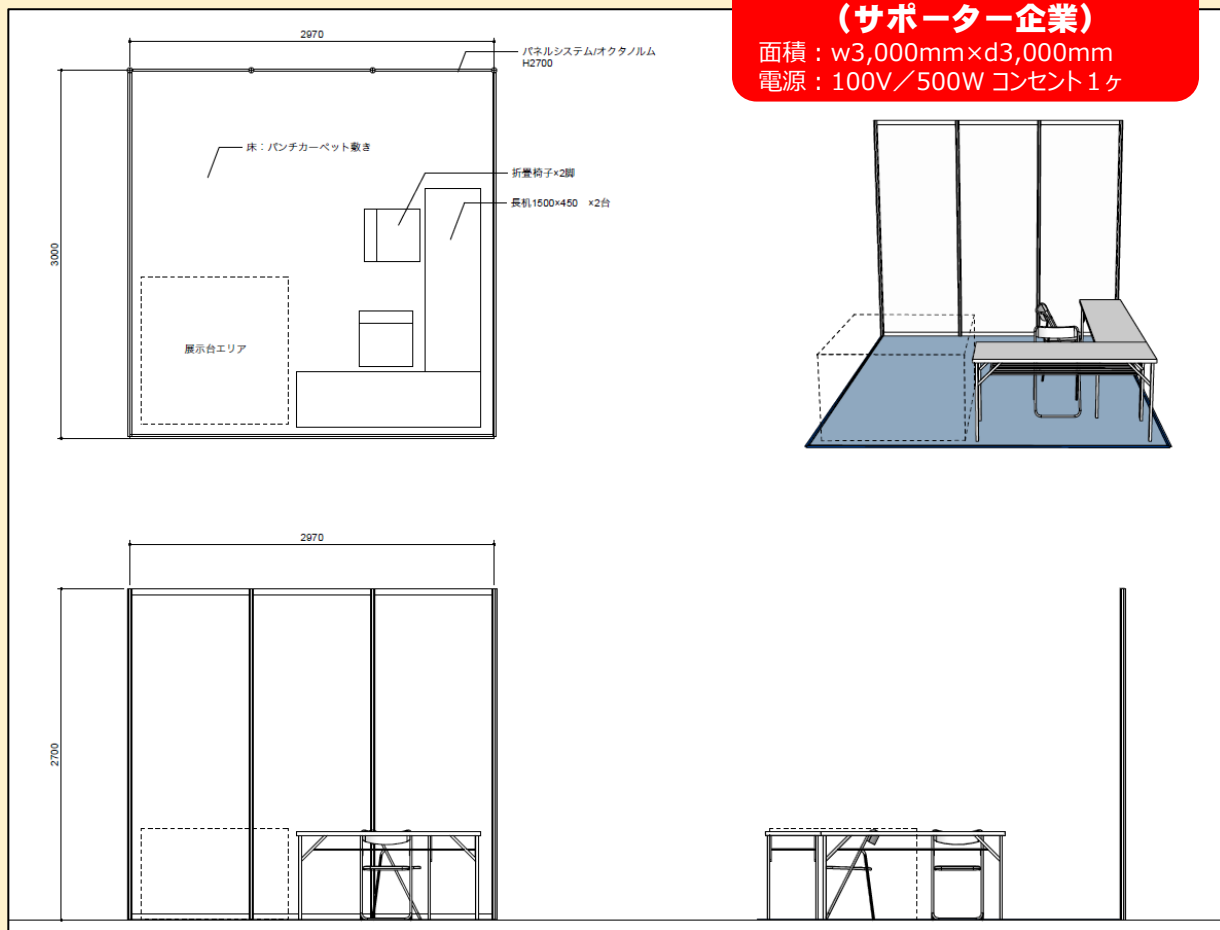 (サポーター企業)
面積：w3,000mm×d3,000mm
電源：100V／500W コンセント１ヶ
2970
パネルシステム/オクタノルム
H2700
床：パンチカーペット敷き
折畳椅子×2脚
長机1500×450　×2台
3000
展示台エリア
2970
2700